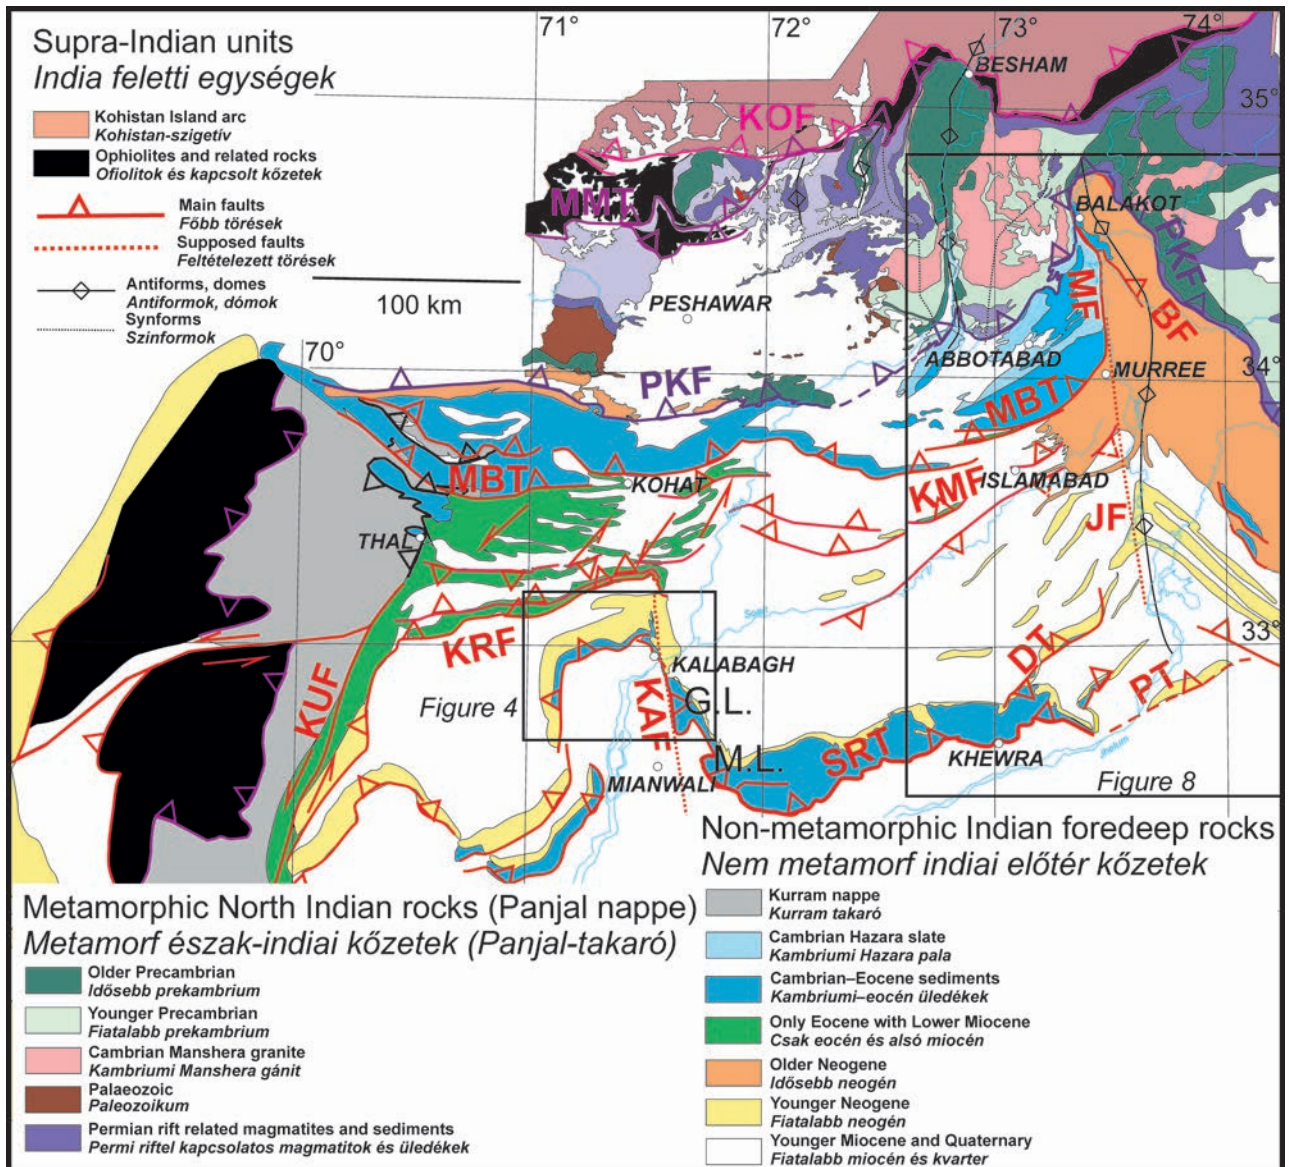 Supra-Indian units
India feletti egységek
Kohistan Island arc
Kohistan-szigetív
Ophiolites and related rocks
Ofiolitok és kapcsolt kőzetek
Main faults
Főbb törések
Supposed faults
Feltételezett törések
Antiforms, domes
Antiformok, dómok
Synforms
Szinformok
100 km
71°
72°
73°
74°
35°
70°
34°
33°
BESHAM
KOF
MMT
BALAKOT
PKF
PESHAWAR
MF
BF
ABBOTABAD
PKF
MURREE
MBT
MBT
KOHAT
KMF
ISLAMABAD
JF
THAL
Soan
KRF
KALABAGH
DT
PT
KUF
Figure 4
KAF
G.L.
SRT
M.L.
KHEWRA
Jhelum
MIANWALI
Figure 8
Non-metamorphic Indian foredeep rocks
Nem metamorf indiai előtér kőzetek
Kurram nappe
Kurram takaró
Cambrian Hazara slate
Kambriumi Hazara pala
Cambrian–Eocene sediments
Kambriumi–eocén üledékek
Only Eocene with Lower Miocene
Csak eocén és alsó miocén
Older Neogene
Idősebb neogén
Younger Neogene
Fiatalabb neogén
Younger Miocene and Quaternary
Fiatalabb miocén és kvarter
Metamorphic North Indian rocks (Panjal nappe)
Metamorf észak-indiai kőzetek (Panjal-takaró)
Older Precambrian
Idősebb prekambrium
Younger Precambrian
Fiatalabb prekambrium
Cambrian Manshera granite
Kambriumi Manshera gánit
Palaeozoic
Paleozoikum
Permian rift related magmatites and sediments
Permi riftel kapcsolatos magmatitok és üledékek